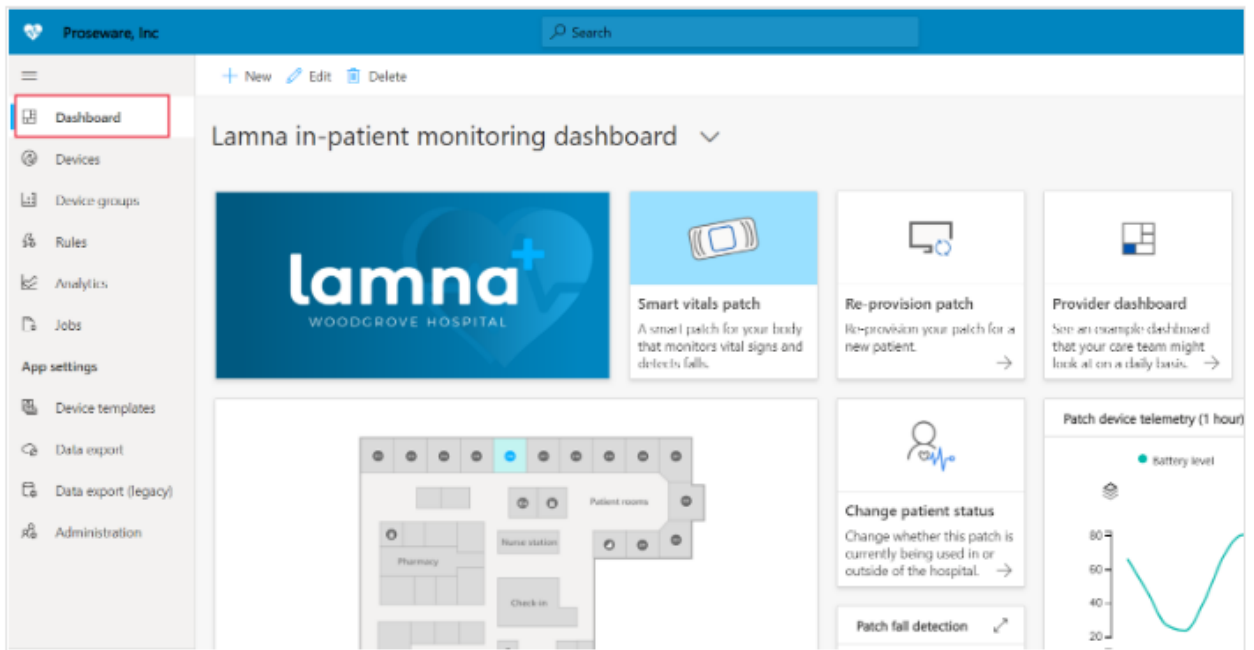 Proseware, Inc
Search
New Edit Delete
Dashboard
Devices
Device groups
Rules
Analytics
Jobs
App settings
Device templates
Data export
Data export (legacy)
Administration
Lamna in-patient monitoring dashboard
lamna
WOODGROVE HOSPITAL
Smart vitals patch
A smart patch for your body
that monitors vital signs and
detects falls.
Re-provision patch
Re-provision your patch for a
new patient.
Provider dashboard
See an example dashboard
that your care team might
look at on a daily basis.
Patient rooms
Nurse station
Pharmacy
Check in
Change patient status
Change whether this patch is
currently being used in or
outside of the hospital.
Patch fall detection
Patch device telemetry (1 hour)
Battery level
80
60
40
20